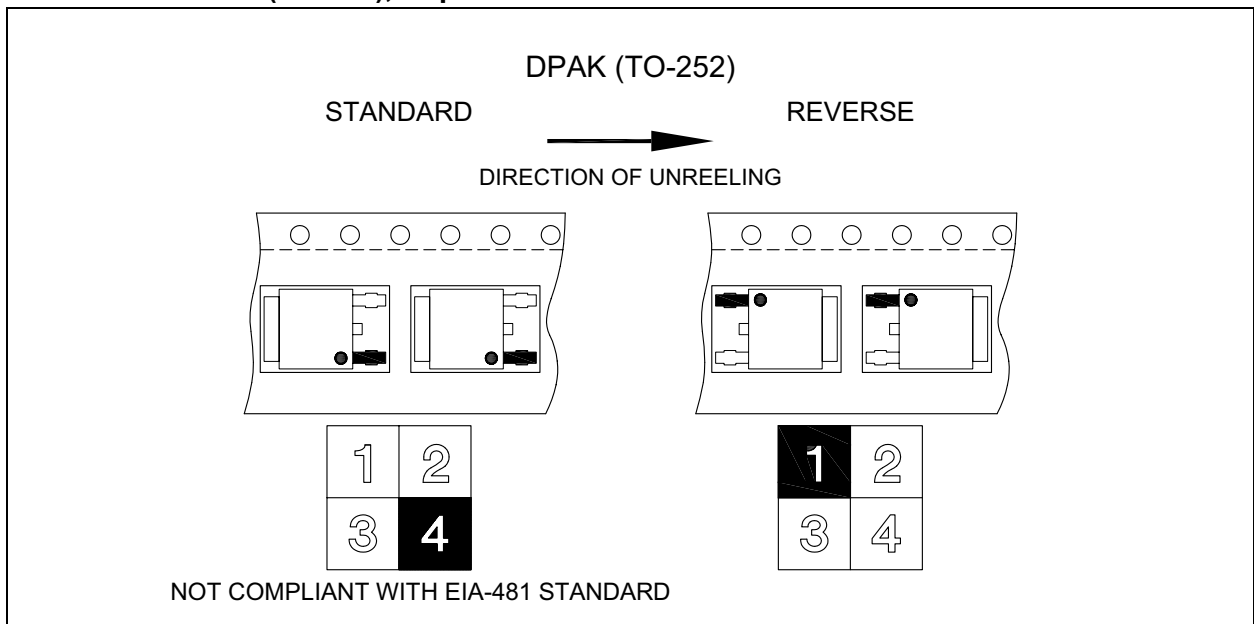 DPAK (TO-252)
STANDARD
REVERSE
DIRECTION OF UNREELING
1 2
3 4
1 2
3 4
NOT COMPLIANT WITH EIA-481 STANDARD